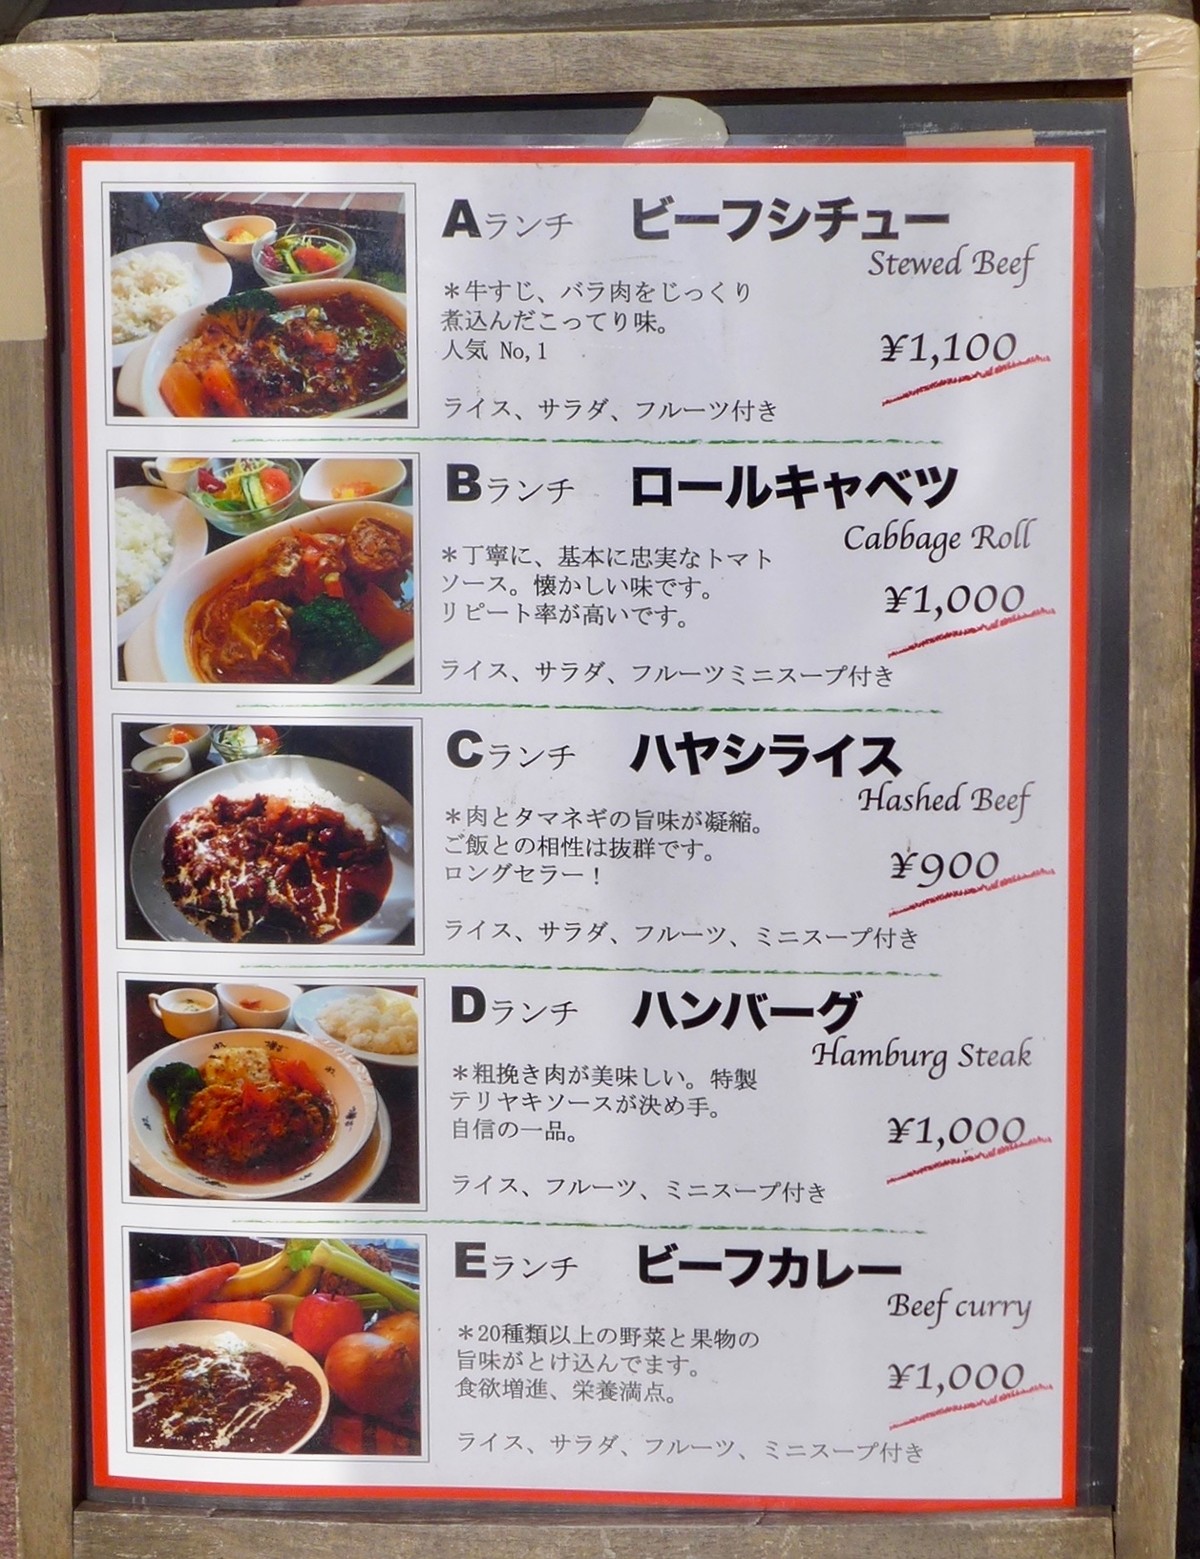 Aランチ ビーフシチュー
Stewed Beef
＊牛すじ、バラ肉をじっくり
煮込んだこってり味。
人気 No,1
¥1,100
ライス、サラダ、フルーツ付き
Bランチ ロールキャベツ
Cabbage Roll
＊丁寧に、基本に忠実なトマト
ソース。懐かしい味です。
リピート率が高いです。
¥1,000
ライス、サラダ、フルーツミニスープ付き
Cランチ ハヤシライス
Hashed Beef
＊肉とタマネギの旨味が凝縮。
ご飯との相性は抜群です。
ロングセラー！
¥900
ライス、サラダ、フルーツ、ミニスープ付き
Dランチ ハンバーグ
Hamburg Steak
＊粗挽き肉が美味しい。特製
テリヤキソースが決め手。
自信の一品。
¥1,000
ライス、フルーツ、ミニスープ付き
Eランチ ビーフカレー
Beef curry
＊20種類以上の野菜と果物の
旨味がとけ込んでます。
食欲増進、栄養満点。
¥1,000
ライス、サラダ、フルーツ、ミニスープ付き